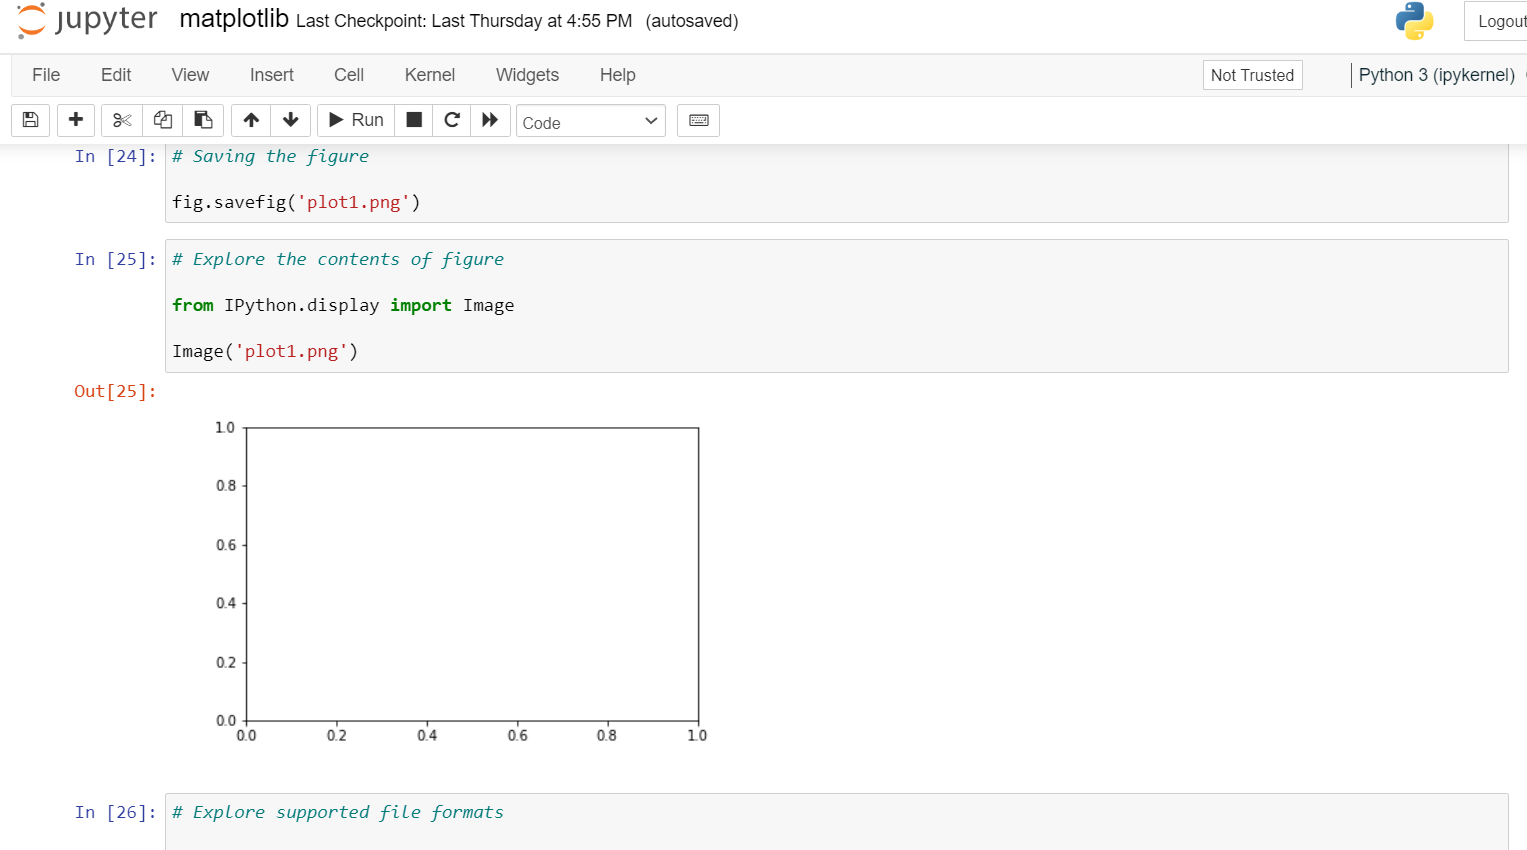 jupyter matplotlib Last Checkpoint: Last Thursday at 4:55 PM (autosaved)
Logout
File Edit View Insert Cell Kernel Widgets Help Not Trusted Python 3 (ipykernel)
Run Code
In [24]: # Saving the figure
fig.savefig('plot1.png')
In [25]: # Explore the contents of figure
from IPython.display import Image
Image('plot1.png')
Out[25]:
1.0
0.8
0.6
0.4
0.2
0.0
0.0 0.2 0.4 0.6 0.8 1.0
In [26]: # Explore supported file formats